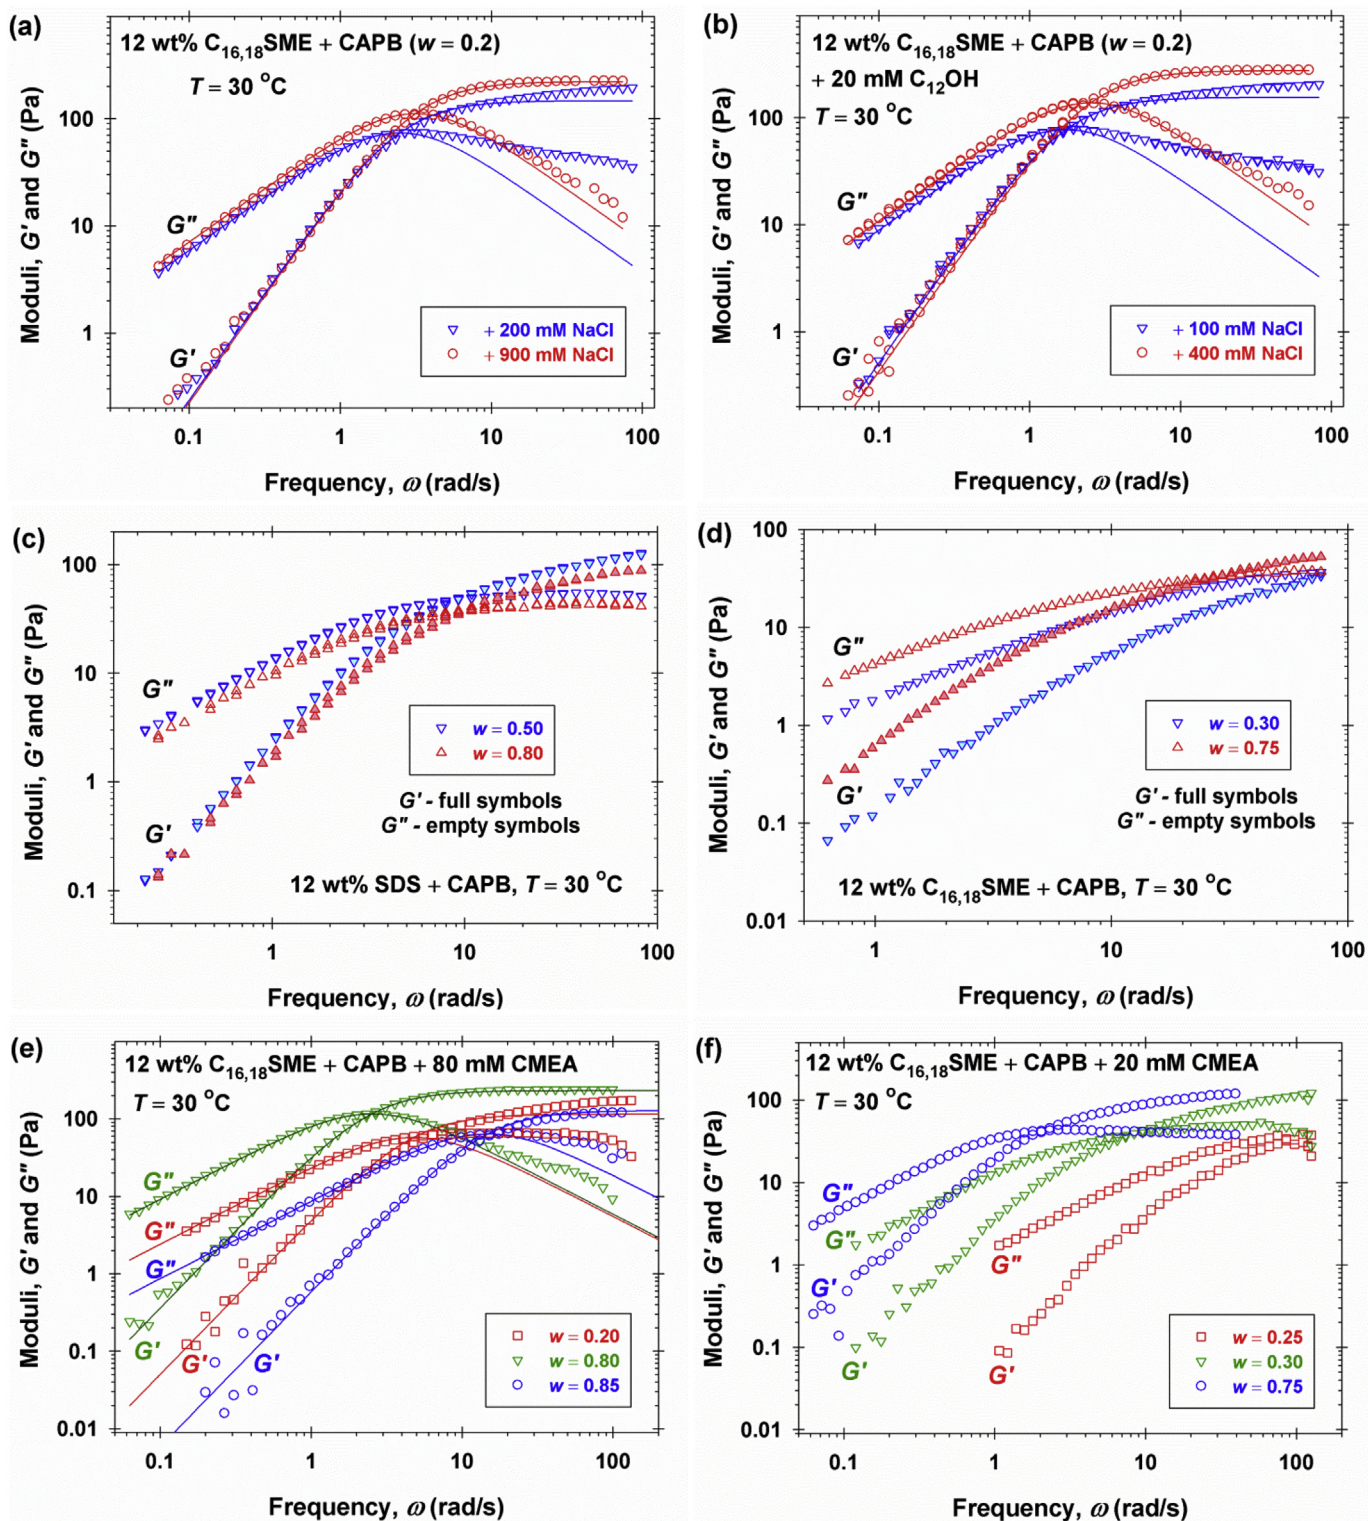 (a)
12 wt% C16,18SME + CAPB (w = 0.2)
T = 30 °C
Moduli, G′ and G″ (Pa)
100
10
1
G″
G′
+ 200 mM NaCl
+ 900 mM NaCl
0.1 1 10
Frequency, ω (rad/s)
(b)
12 wt% C16,18SME + CAPB (w = 0.2)
+ 20 mM C12OH
T = 30 °C
Moduli, G′ and G″ (Pa)
100
10
1
G″
G′
+ 100 mM NaCl
+ 400 mM NaCl
0.1 1 10 100
Frequency, ω (rad/s)
(c)
Moduli, G′ and G″ (Pa)
100
10
1
0.1
G″
G′
w = 0.50
w = 0.80
G′ - full symbols
G″ - empty symbols
12 wt% SDS + CAPB, T = 30 °C
1 10 100
Frequency, ω (rad/s)
(d)
Moduli, G′ and G″ (Pa)
100
10
1
0.1
0.01
G″
G′
w = 0.30
w = 0.75
G′ - full symbols
G″ - empty symbols
12 wt% C16,18SME + CAPB, T = 30 °C
1 10 100
Frequency, ω (rad/s)
(e)
12 wt% C16,18SME + CAPB + 80 mM CMEA
T = 30 °C
Moduli, G′ and G″ (Pa)
100
10
1
0.1
0.01
G″
G″
G″
G′
G′
G′
w = 0.20
w = 0.80
w = 0.85
0.1 1 10 100
Frequency, ω (rad/s)
(f)
12 wt% C16,18SME + CAPB + 20 mM CMEA
T = 30 °C
Moduli, G′ and G″ (Pa)
100
10
1
0.1
0.01
G″
G″
G″
G′
G′
G′
w = 0.25
w = 0.30
w = 0.75
0.1 1 10 100
Frequency, ω (rad/s)